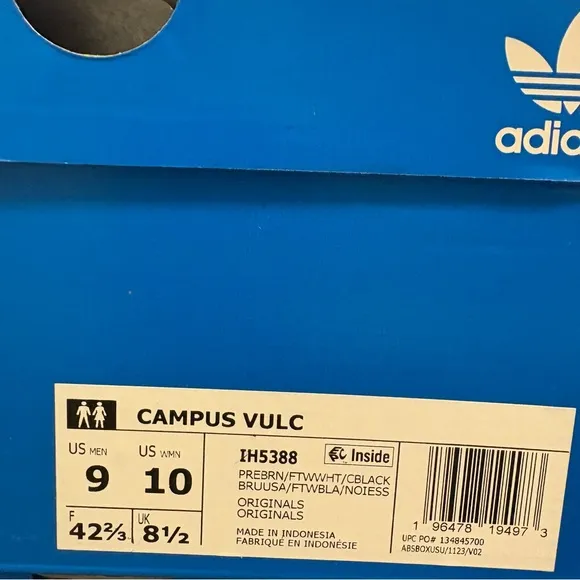 adid
CAMPUS VULC
US MEN
9
US WMN
10
F
42⅔
UK
8½
IH5388
Inside
PREBRN/FTWWHT/CBLACK
BRUUSA/FTWBLA/NOIESS
ORIGINALS
ORIGINALS
MADE IN INDONESIA
FABRIQUÉ EN INDONÉSIE
1 96478 19497 3
UPC PO# 134845700
ABSBOXUSU/1123/V02